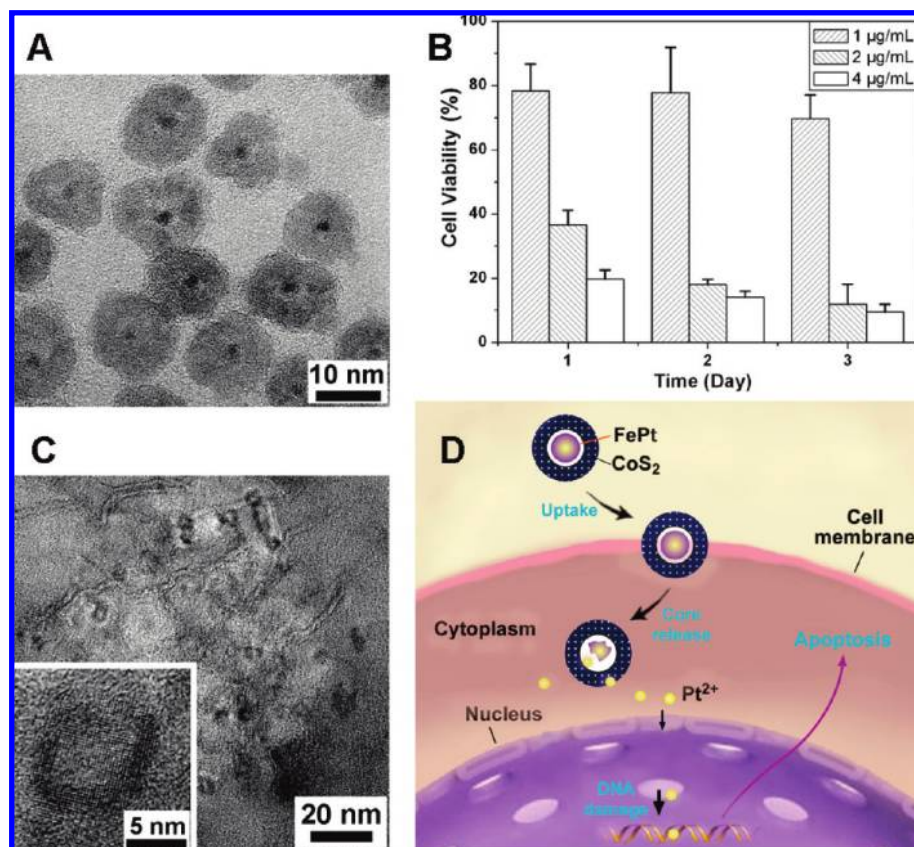 A
10 nm
B
1 µg/mL
2 µg/mL
4 µg/mL
100
80
60
40
20
0
Cell Viability (%)
1
2
3
Time (Day)
C
5 nm
20 nm
D
FePt
CoS2
Uptake
Cell
membrane
Core
release
Cytoplasm
Apoptosis
Pt2+
Nucleus
DNA
damage